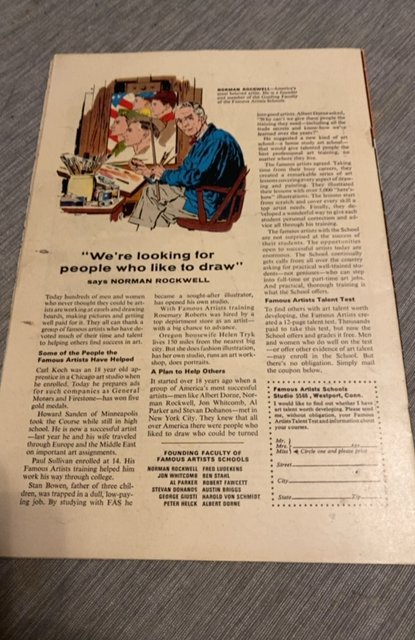 "We're looking for
people who like to draw"
says NORMAN ROCKWELL
Today hundreds of men and women
who never thought they could be art-
ists are working at easels and drawing
boards, making pictures and getting
well paid for it. They all can thank a
group of famous artists who have de-
voted much of their time and talent
to helping others find success in art.
Some of the People the
Famous Artists Have Helped
Carl Koch was an 18 year old ap-
prentice in a Chicago art studio when
he enrolled. Today he prepares ads
for such companies as General
Motors and Firestone—has won five
gold medals.
Howard Sanden of Minneapolis
took the Course while still in high
school. He is now a successful artist
—last year he and his wife traveled
through Europe and the Middle East
on important art assignments.
Paul Sullivan enrolled at 14. His
Famous Artists training helped him
work his way through college.
Stan Bowen, father of three chil-
dren, was trapped in a dull, low-pay-
ing job. By studying with FAS he
became a sought-after illustrator,
has opened his own studio.
With Famous Artists training
Rosemary Roberts was hired by a
top department store as an artist—
with a big chance to advance.
Oregon housewife Helen Tryk
lives 150 miles from the nearest big
city. But she does fashion illustration,
has her own studio, runs an art work-
shop, does portraits.
A Plan to Help Others
It started over 18 years ago when a
group of America's most successful
artists—men like Albert Dorne, Nor-
man Rockwell, Jon Whitcomb, Al
Parker and Stevan Dohanos—met in
New York City. They knew that all
over America there were people who
liked to draw who could be turned
FOUNDING FACULTY OF
FAMOUS ARTISTS SCHOOLS
NORMAN ROCKWELL FRED LUDEKENS
JON WHITCOMB BEN STAHL
AL PARKER ROBERT FAWCETT
STEVAN DOHANOS AUSTIN BRIGGS
GEORGE GIUSTI HAROLD VON SCHMIDT
PETER HELCK ALBERT DORNE
NORMAN ROCKWELL—America's
most beloved artist. He is a founder
and member of the Guiding Faculty
of the Famous Artists Schools.
into good artists. Albert Dorne asked,
"Why can't we give these people the
training they need—including all the
trade secrets and know-how we've
learned over the years?"
He suggested a new kind of art
school—a home study art school—
that would give talented people the
best professional art training, no
matter where they live.
The famous artists agreed. Taking
time from their busy careers, they
created a remarkable series of art
lessons covering every aspect of draw-
ing and painting. They illustrated
their lessons with over 5,000 "here's-
how" illustrations. The lessons start
from scratch and cover every skill a
top artist needs. Finally, they de-
veloped a wonderful way to give each
student personal correction and ad-
vice all through his training.
The famous artists with the School
are not surprised at the success of
their students. The opportunities
open to successful artists today are
enormous. The School continually
gets calls from all over the country
asking for practical well-trained stu-
dents—not geniuses—who can step
into full-time or part-time art jobs.
And practical, thorough training is
what the School offers.
Famous Artists Talent Test
To find others with art talent worth
developing, the Famous Artists cre-
ated a 12-page talent test. Thousands
paid to take this test, but now the
School offers and grades it free. Men
and women who do well on the test
—or offer other evidence of art talent
—may enroll in the School. But
there's no obligation. Simply mail
the coupon below.
Famous Artists Schools
Studio 5548, Westport, Conn.
I would like to find out whether I have
art talent worth developing. Please send
me, without obligation, your Famous
Artists Talent Test and information about
your courses.
Mr.
Mrs. Age
Miss Circle one and please print
Street
City
State Zip